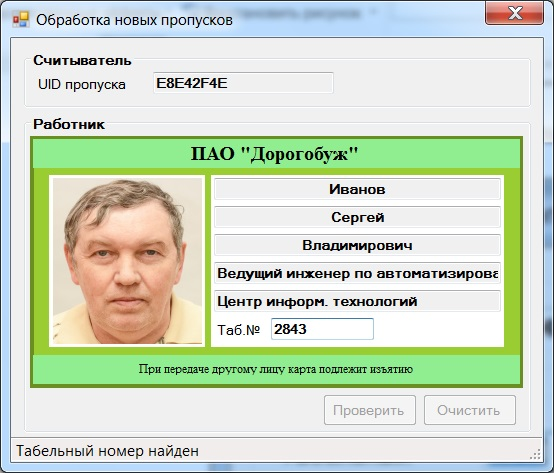 Обработка новых пропусков
Считыватель
UID пропуска E8E42F4E
Работник
ПАО "Дорогобуж"
Иванов
Сергей
Владимирович
Ведущий инженер по автоматизирова
Центр информ. технологий
Таб.№ 2843
При передаче другому лицу карта подлежит изъятию
Проверить Очистить
Табельный номер найден